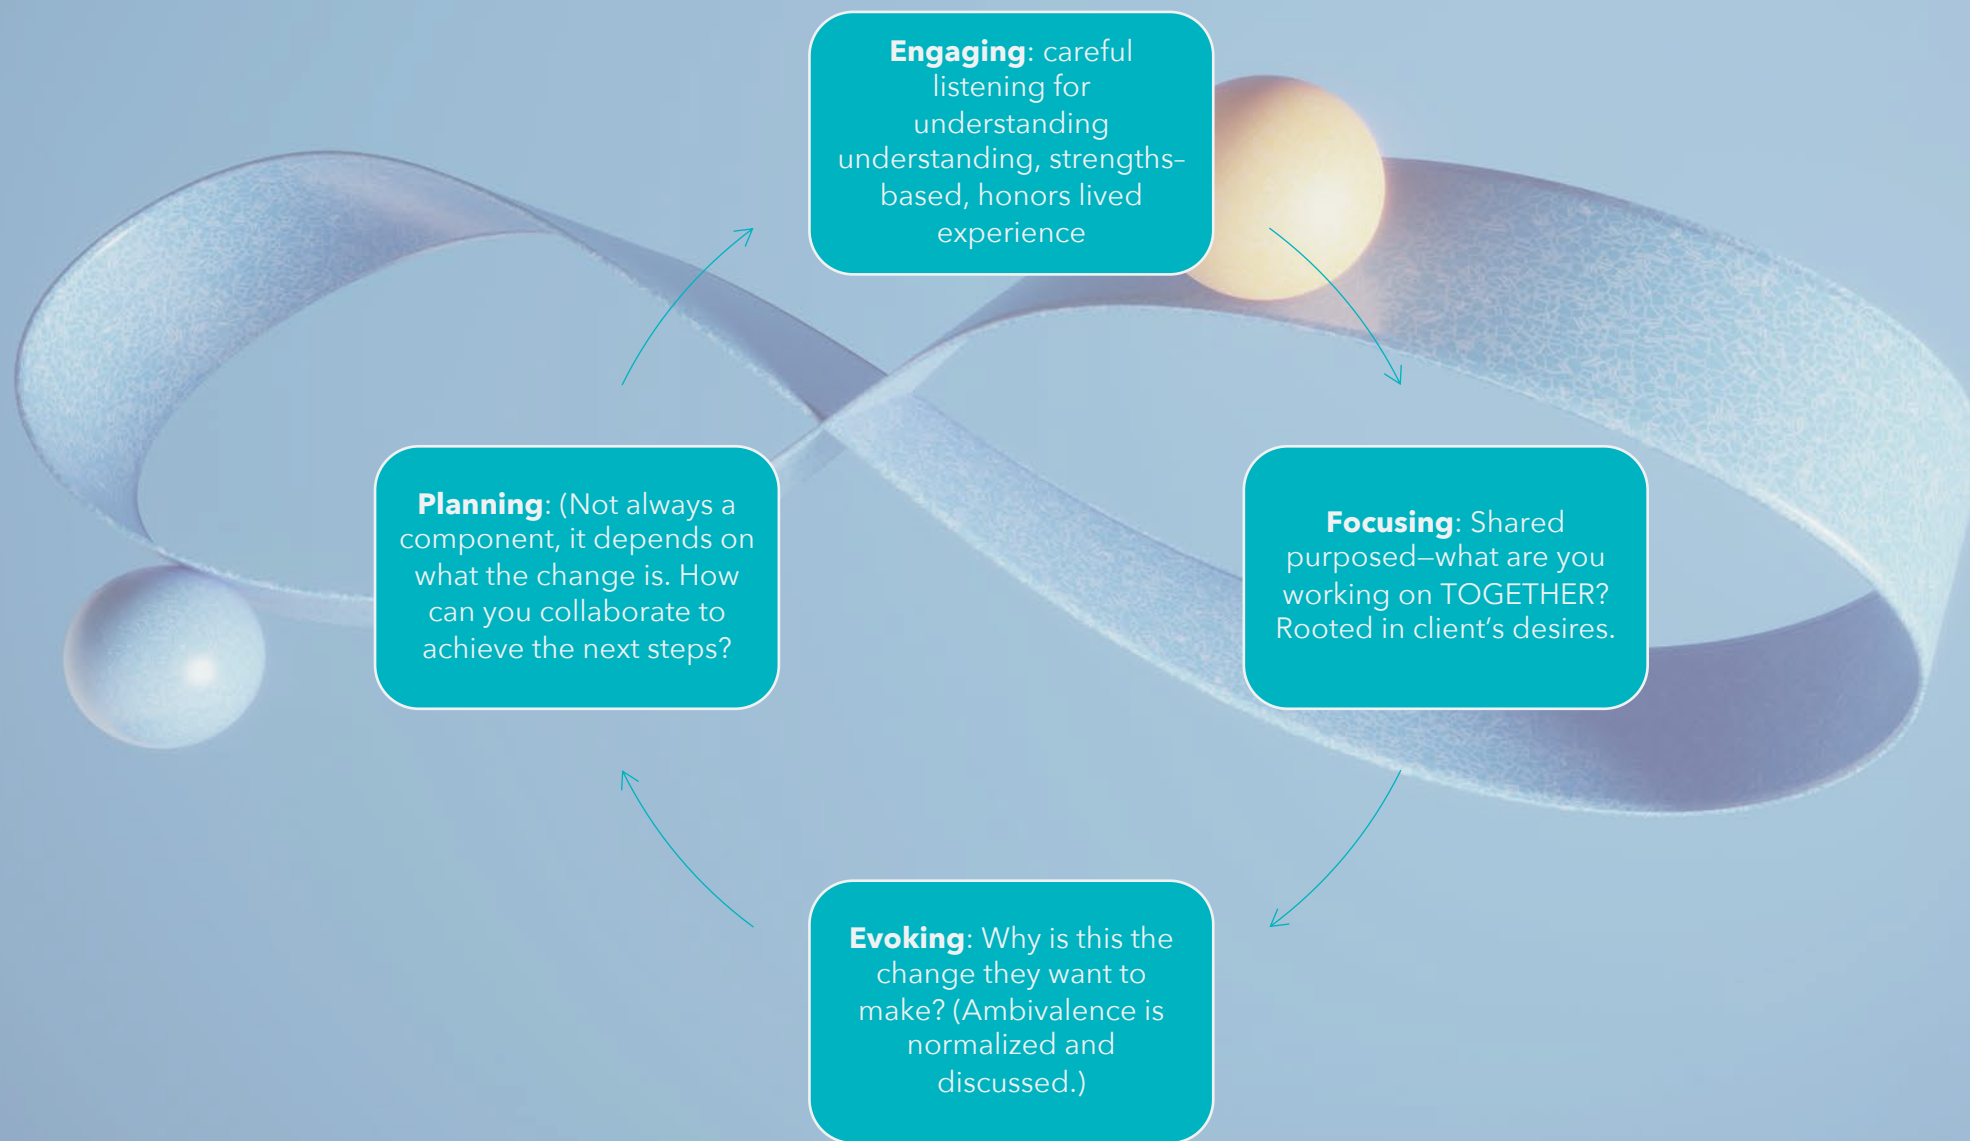 Engaging: careful
listening for
understanding
understanding, strengths-
based, honors lived
experience
Planning: (Not always a
component, it depends on
what the change is. How
can you collaborate to
achieve the next steps?
Focusing: Shared
purposed—what are you
working on TOGETHER?
Rooted in client’s desires.
Evoking: Why is this the
change they want to
make? (Ambivalence is
normalized and
discussed.)